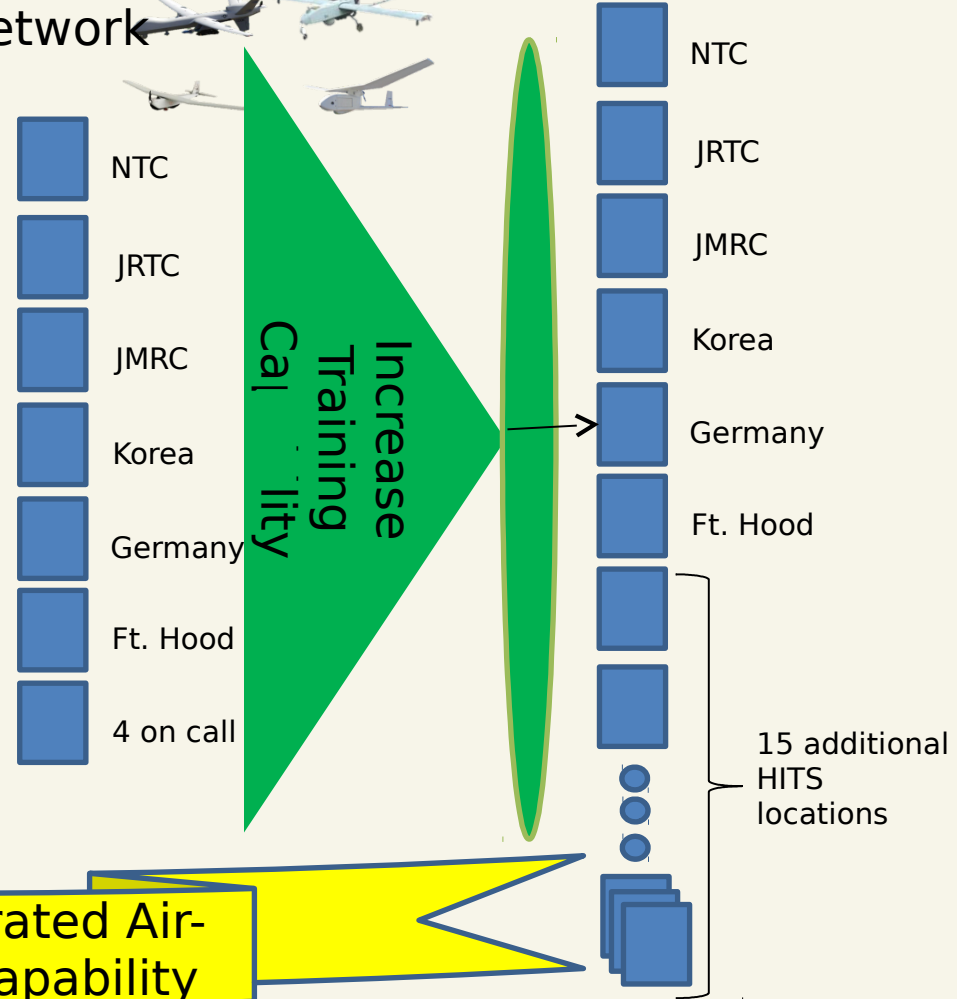 etwork
NTC
JRTC
JMRC
Korea
Germany
Ft. Hood
4 on call
Increase
Training
NTC
JRTC
JMRC
Korea
Germany
Ft. Hood
15 additional
HITS
locations
rated Air-
apability